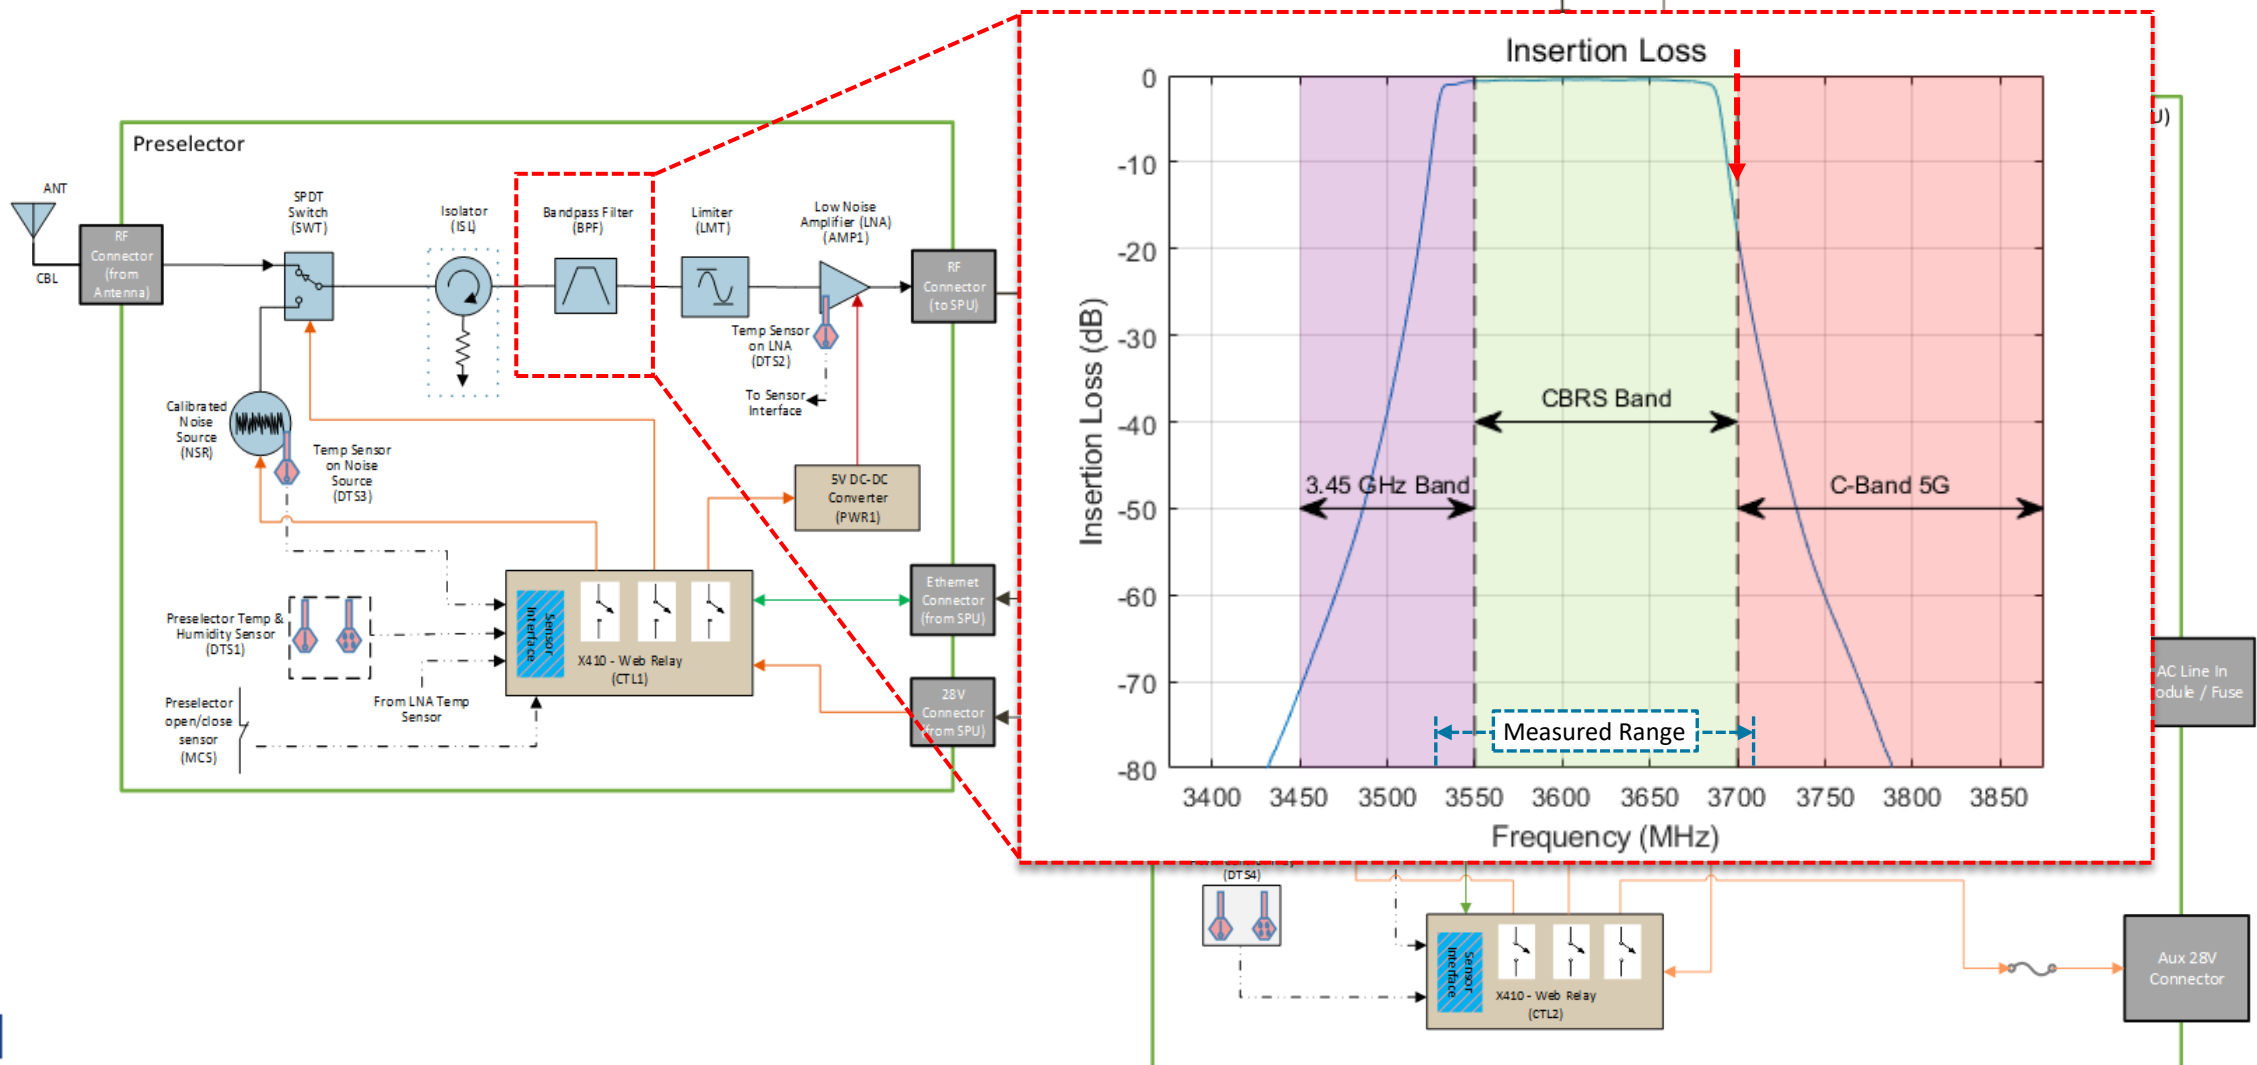 Preselector
ANT
CBL
RF
Connector
(from
Antenna)
SPDT
Switch
(SWT)
Isolator
(ISL)
Bandpass Filter
(BPF)
Limiter
(LMT)
Low Noise
Amplifier (LNA)
(AMP1)
RF
Connector
(to SPU)
Temp Sensor
on LNA
(DTS2)
To Sensor
Interface
Calibrated
Noise
Source
(NSR)
Temp Sensor
on Noise
Source
(DTS3)
5V DC-DC
Converter
(PWR1)
Ethernet
Connector
(from SPU)
Preselector Temp &
Humidity Sensor
(DTS1)
Sensor
Interface
X410 - Web Relay
(CTL1)
From LNA Temp
Sensor
28V
Connector
(from SPU)
Preselector
open/close
sensor
(MCS)
Insertion Loss
Insertion Loss (dB)
0
-10
-20
-30
-40
-50
-60
-70
-80
CBRS Band
3.45 GHz Band
C-Band 5G
Measured Range
3400 3450 3500 3550 3600 3650 3700 3750 3800 3850
Frequency (MHz)
U)
AC Line In
odule / Fuse
(DTS4)
Sensor
Interface
X410 - Web Relay
(CTL2)
Aux 28V
Connector